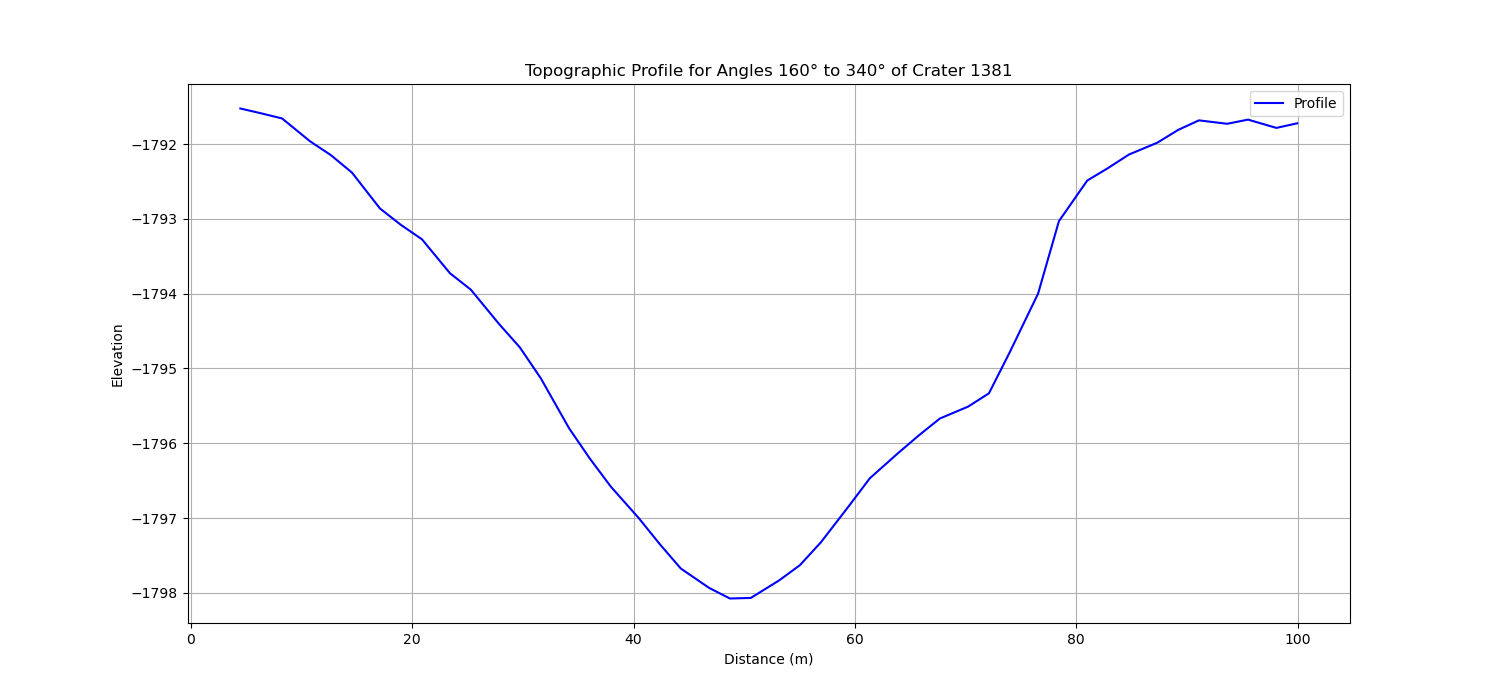 Topographic Profile for Angles 160° to 340° of Crater 1381
Profile
−1792
−1793
−1794
−1795
−1796
−1797
−1798
Elevation
0 20 40 60 80 100
Distance (m)